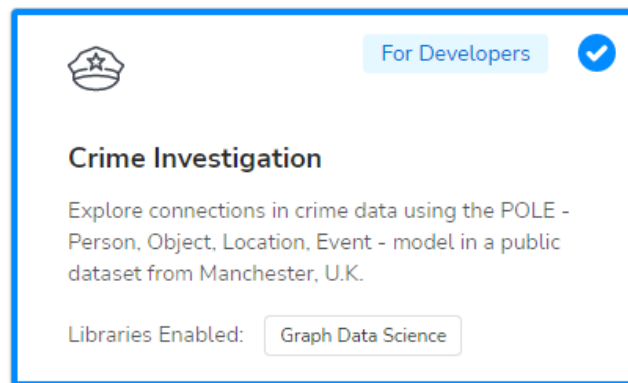 For Developers
Crime Investigation
Explore connections in crime data using the POLE -
Person, Object, Location, Event - model in a public
dataset from Manchester, U.K.
Libraries Enabled: Graph Data Science